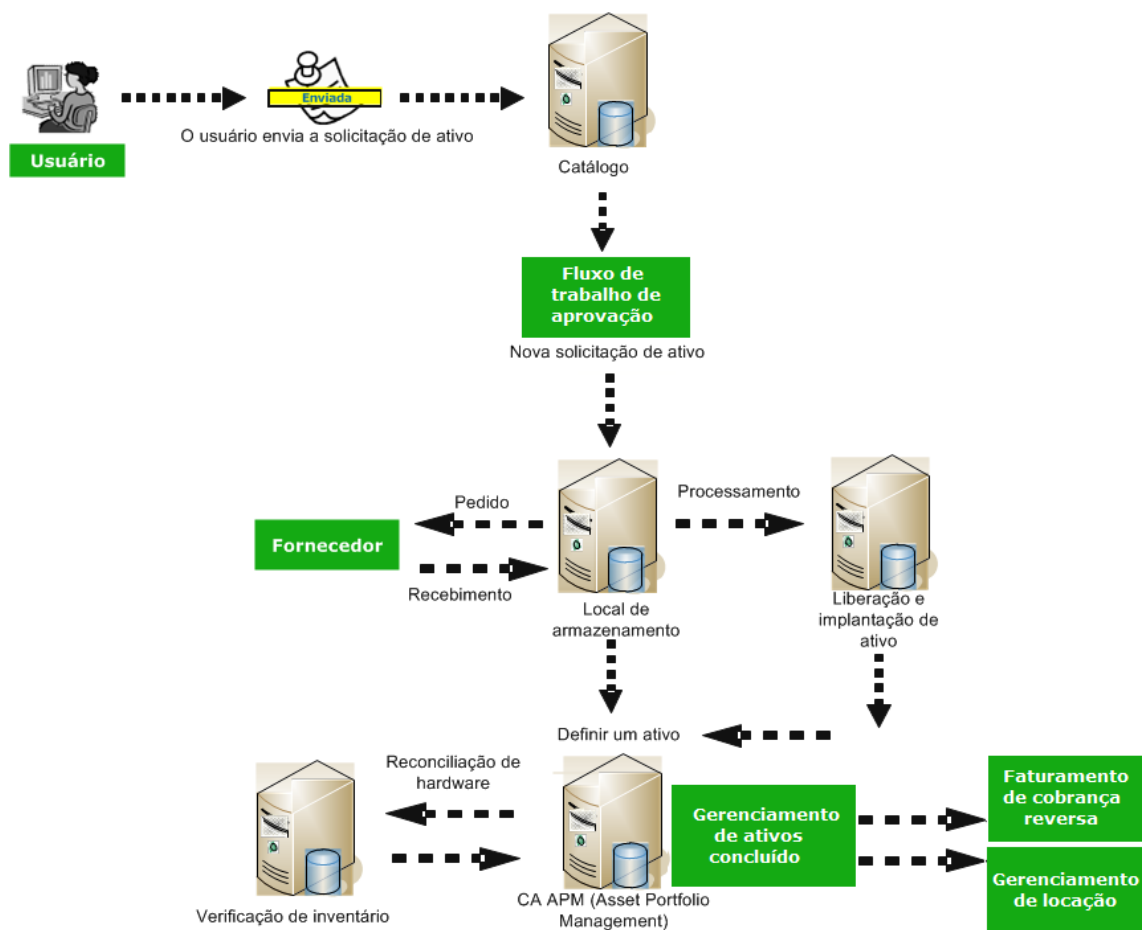 Enviada
O usuário envia a solicitação de ativo
Usuário
Catálogo
Fluxo de
trabalho de
aprovação
Nova solicitação de ativo
Pedido
Processamento
Fornecedor
Recebimento
Local de
armazenamento
Liberação e
implantação de
ativo
Definir um ativo
Reconciliação de
hardware
Gerenciamento
de ativos
concluído
Faturamento
de cobrança
reversa
Gerenciamento
de locação
Verificação de inventário
CA APM (Asset Portfolio
Management)